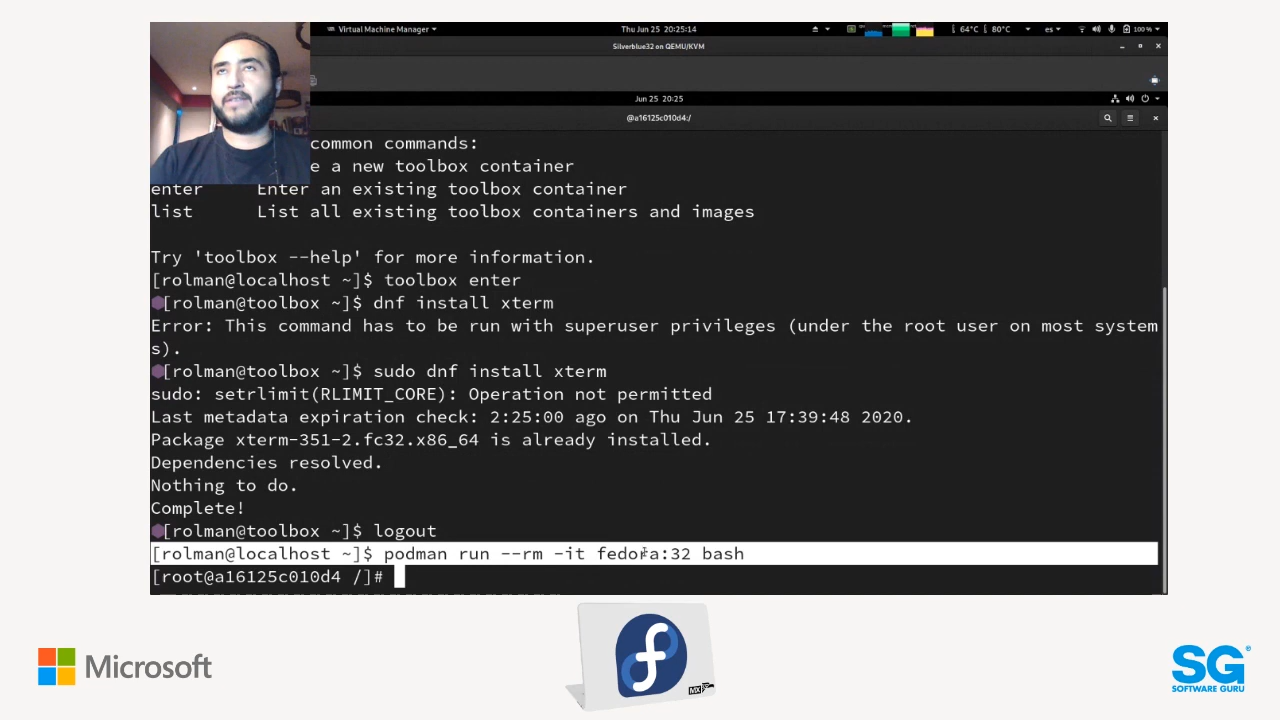 Virtual Machine Manager
Thu Jun 25 20:25:14
64°C
80°C
es
100 %
Silverblue32 on QEMU/KVM
Jun 25 20:25
@a16125c010d4:/
common commands:
e a new toolbox container
enter Enter an existing toolbox container
list List all existing toolbox containers and images
Try 'toolbox --help' for more information.
[rolman@localhost ~]$ toolbox enter
[rolman@toolbox ~]$ dnf install xterm
Error: This command has to be run with superuser privileges (under the root user on most system
s).
[rolman@toolbox ~]$ sudo dnf install xterm
sudo: setrlimit(RLIMIT_CORE): Operation not permitted
Last metadata expiration check: 2:25:00 ago on Thu Jun 25 17:39:48 2020.
Package xterm-351-2.fc32.x86_64 is already installed.
Dependencies resolved.
Nothing to do.
Complete!
[rolman@toolbox ~]$ logout
[rolman@localhost ~]$ podman run --rm -it fedora:32 bash
[root@a16125c010d4 /]#
Microsoft
MX
SG
SOFTWARE GURU